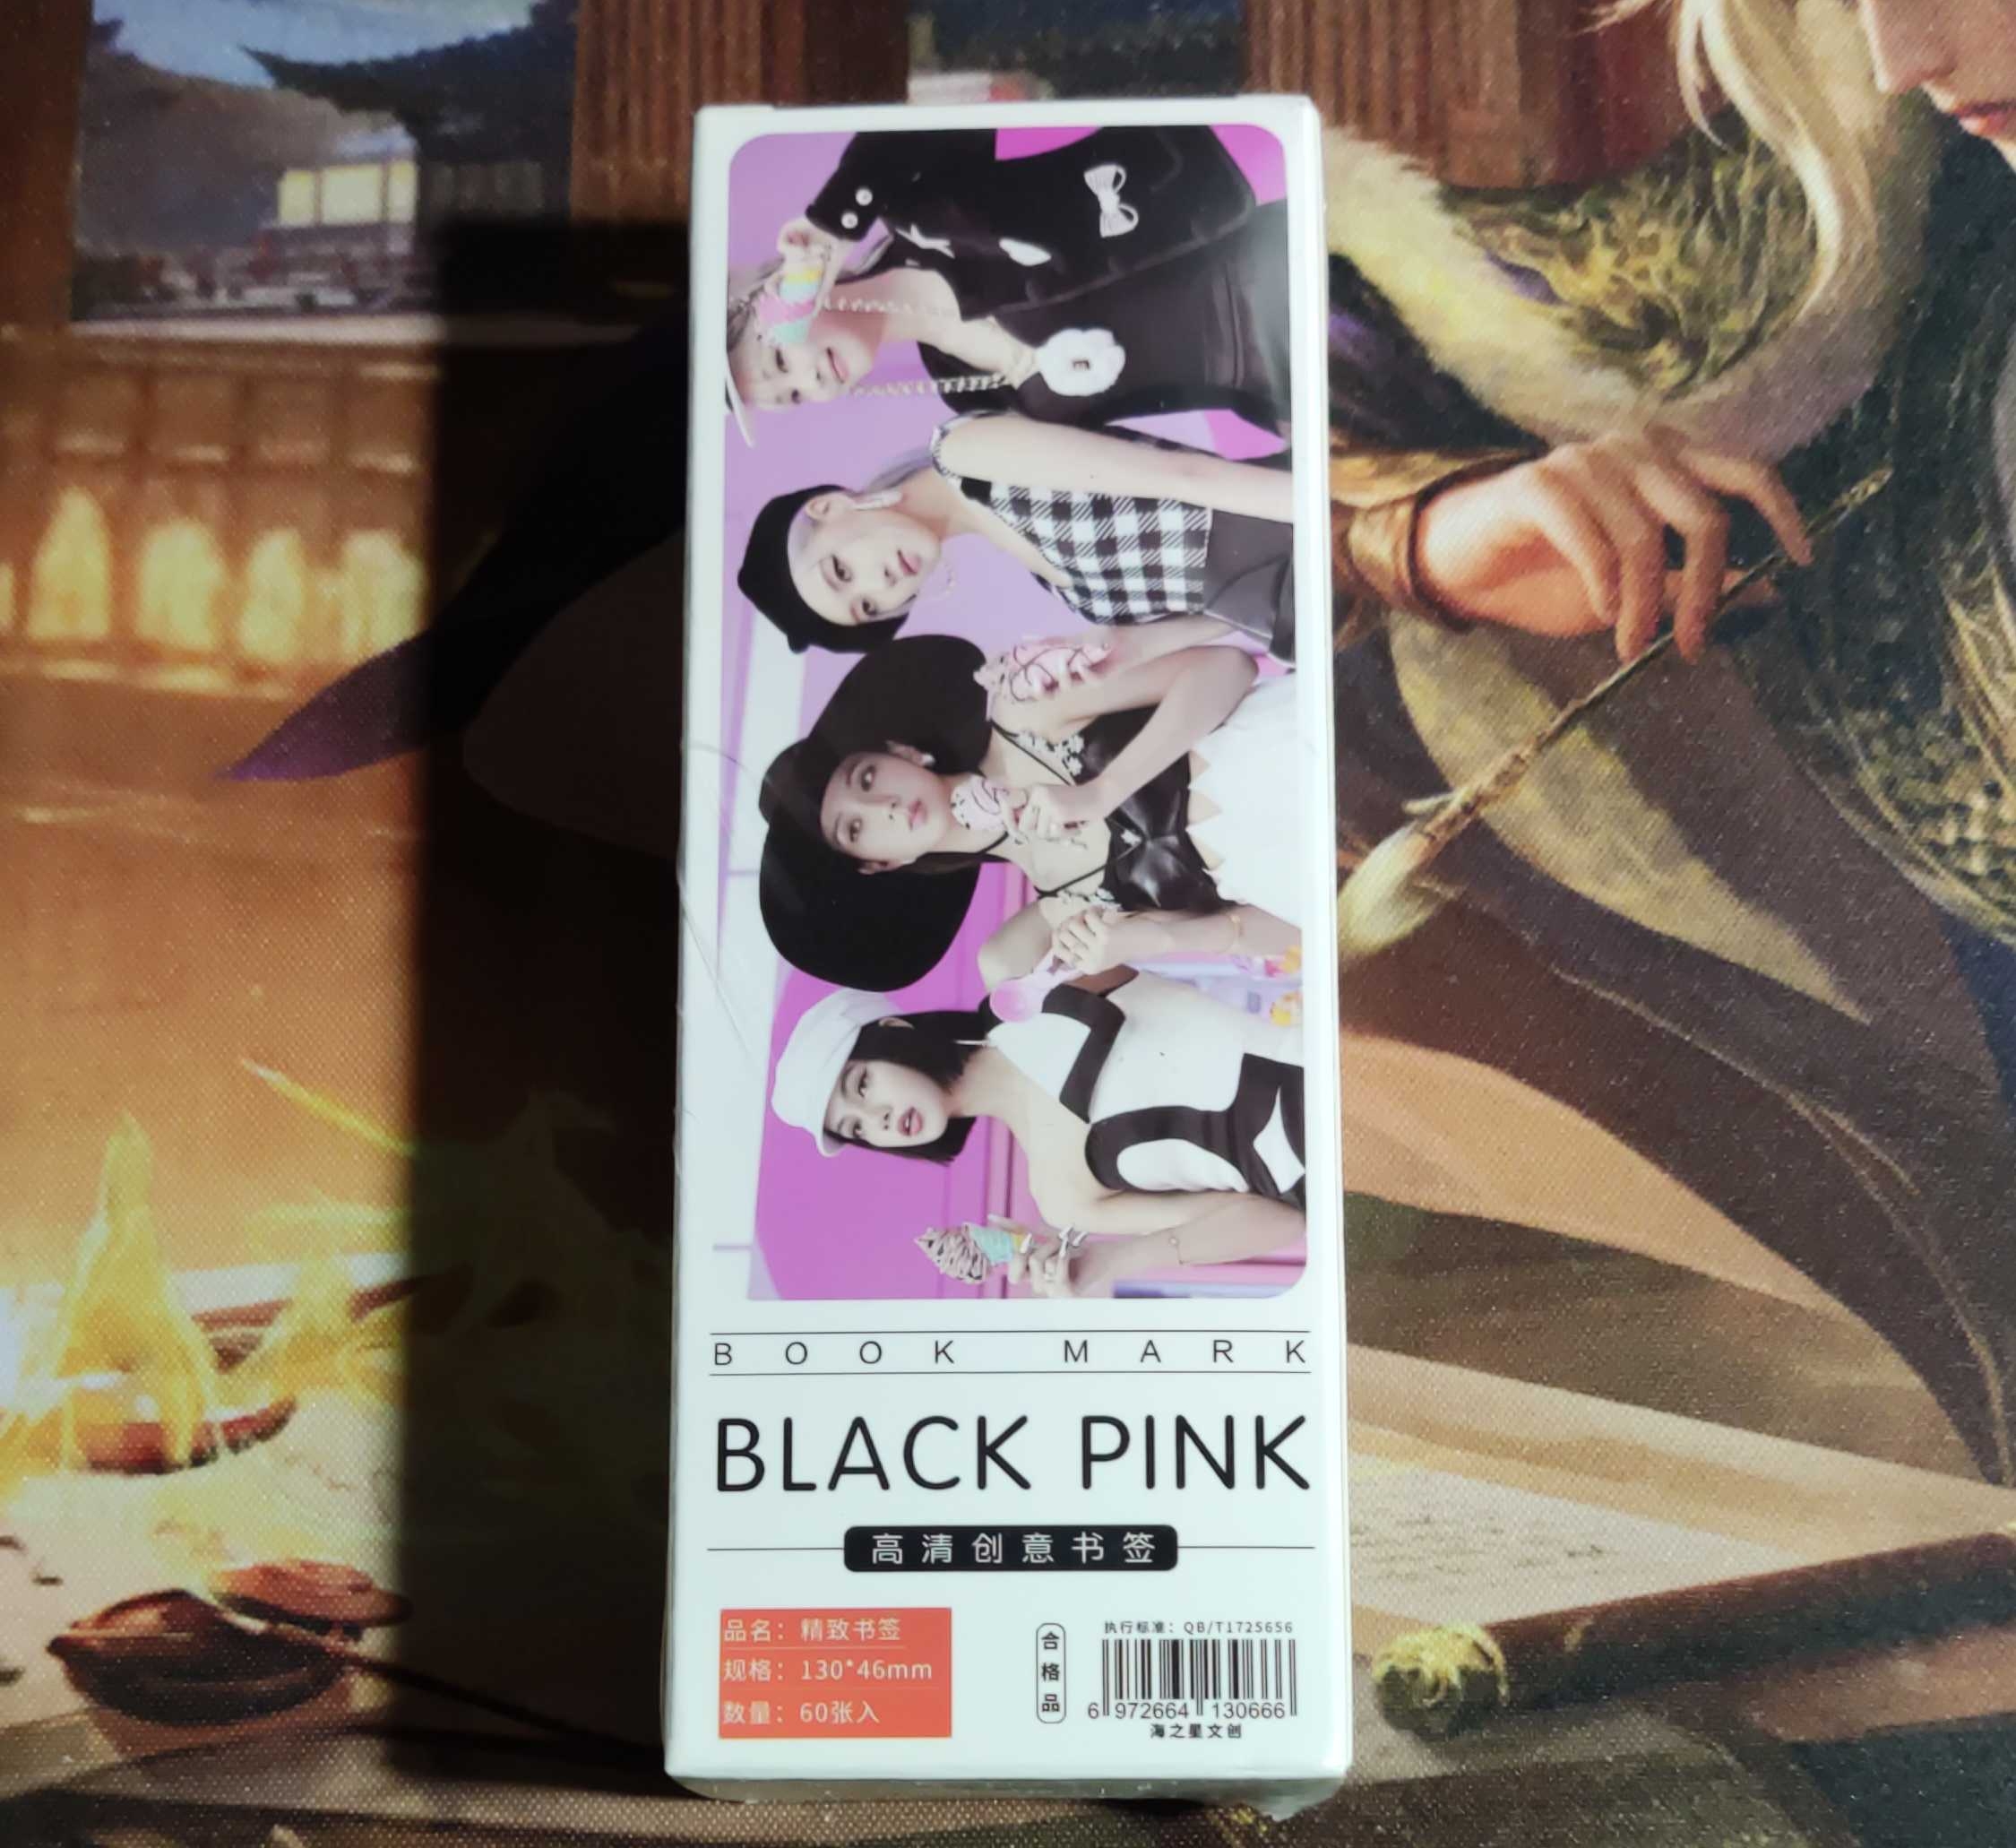 BOOK MARK
BLACK PINK
高清创意书签
品名：精致书签
规格：130*46mm
数量：60张入
合格品
执行标准：QB/T1725656
6 972664 130666
海之星文创